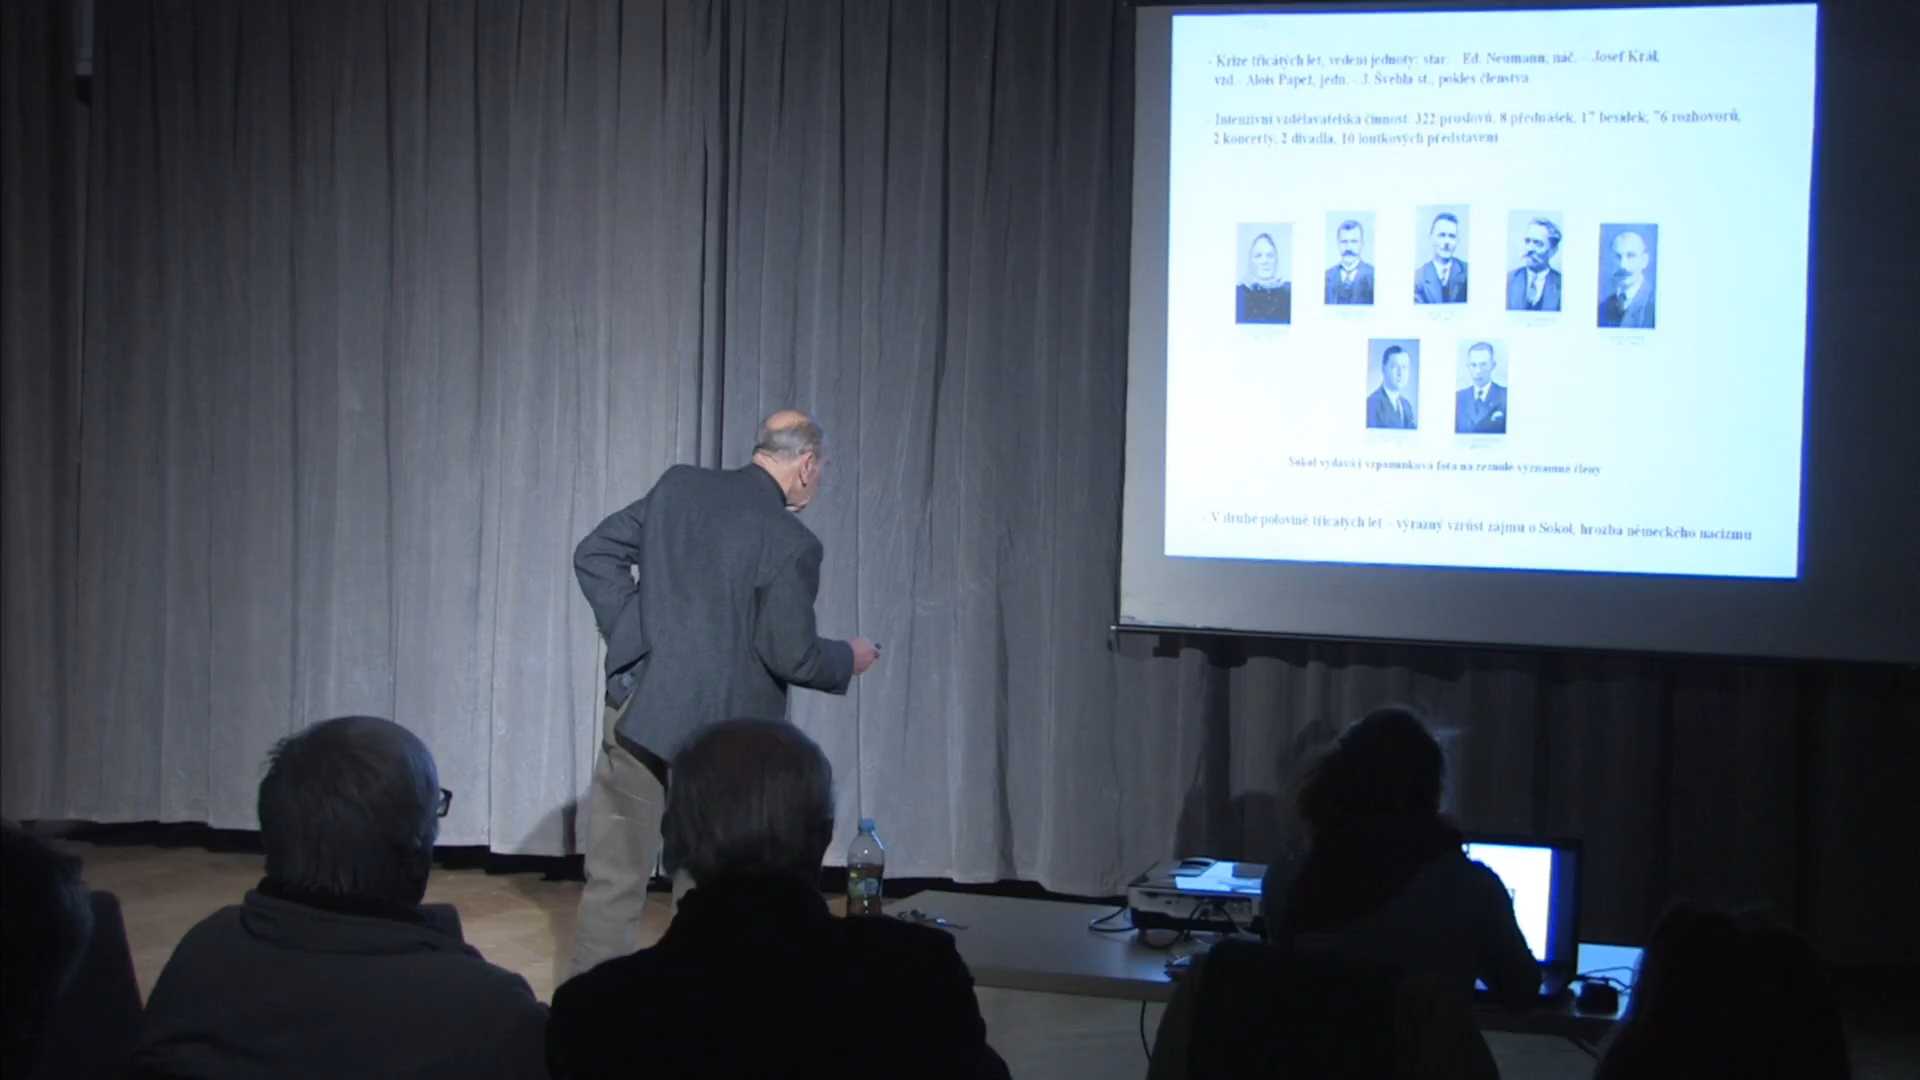 - Krize třicátých let, vedení jednoty: star. Ed. Neumann, náč. - Josef Král,
vzd.- Alois Papež, jedn. - J. Švehla st., pokles členstva
- Intenzivní vzdělavatelská činnost: 322 proslovů, 8 přednášek, 17 besídek, 76 rozhovorů,
2 koncerty, 2 divadla, 10 loutkových představení
Sokol vydává i vzpomínková fota na zemřelé významné členy
- V druhé polovině třicátých let - výrazný vzrůst zájmu o Sokol, hrozba německého nacizmu